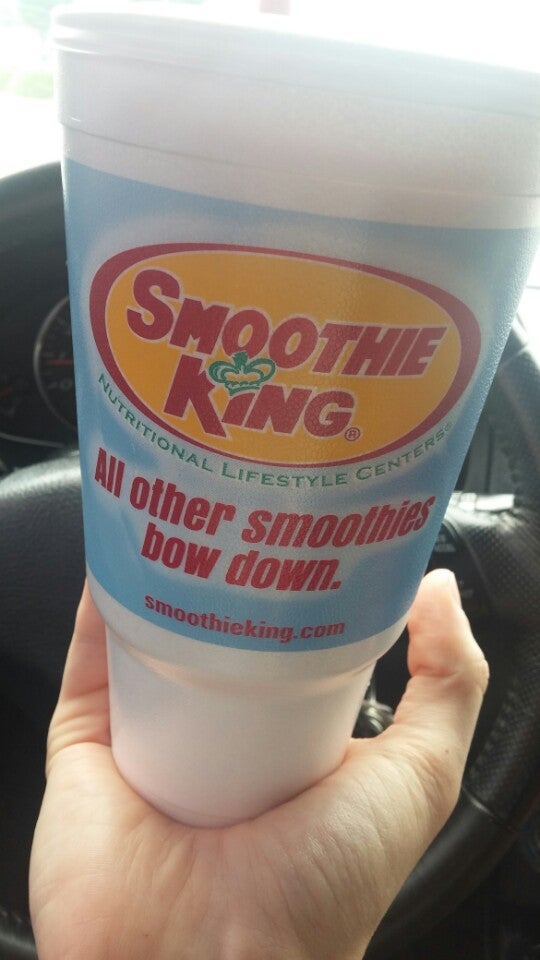 SMOOTHIE
KING®
NUTRITIONAL LIFESTYLE CENTERS®
All other smoothies
bow down.
smoothieking.com